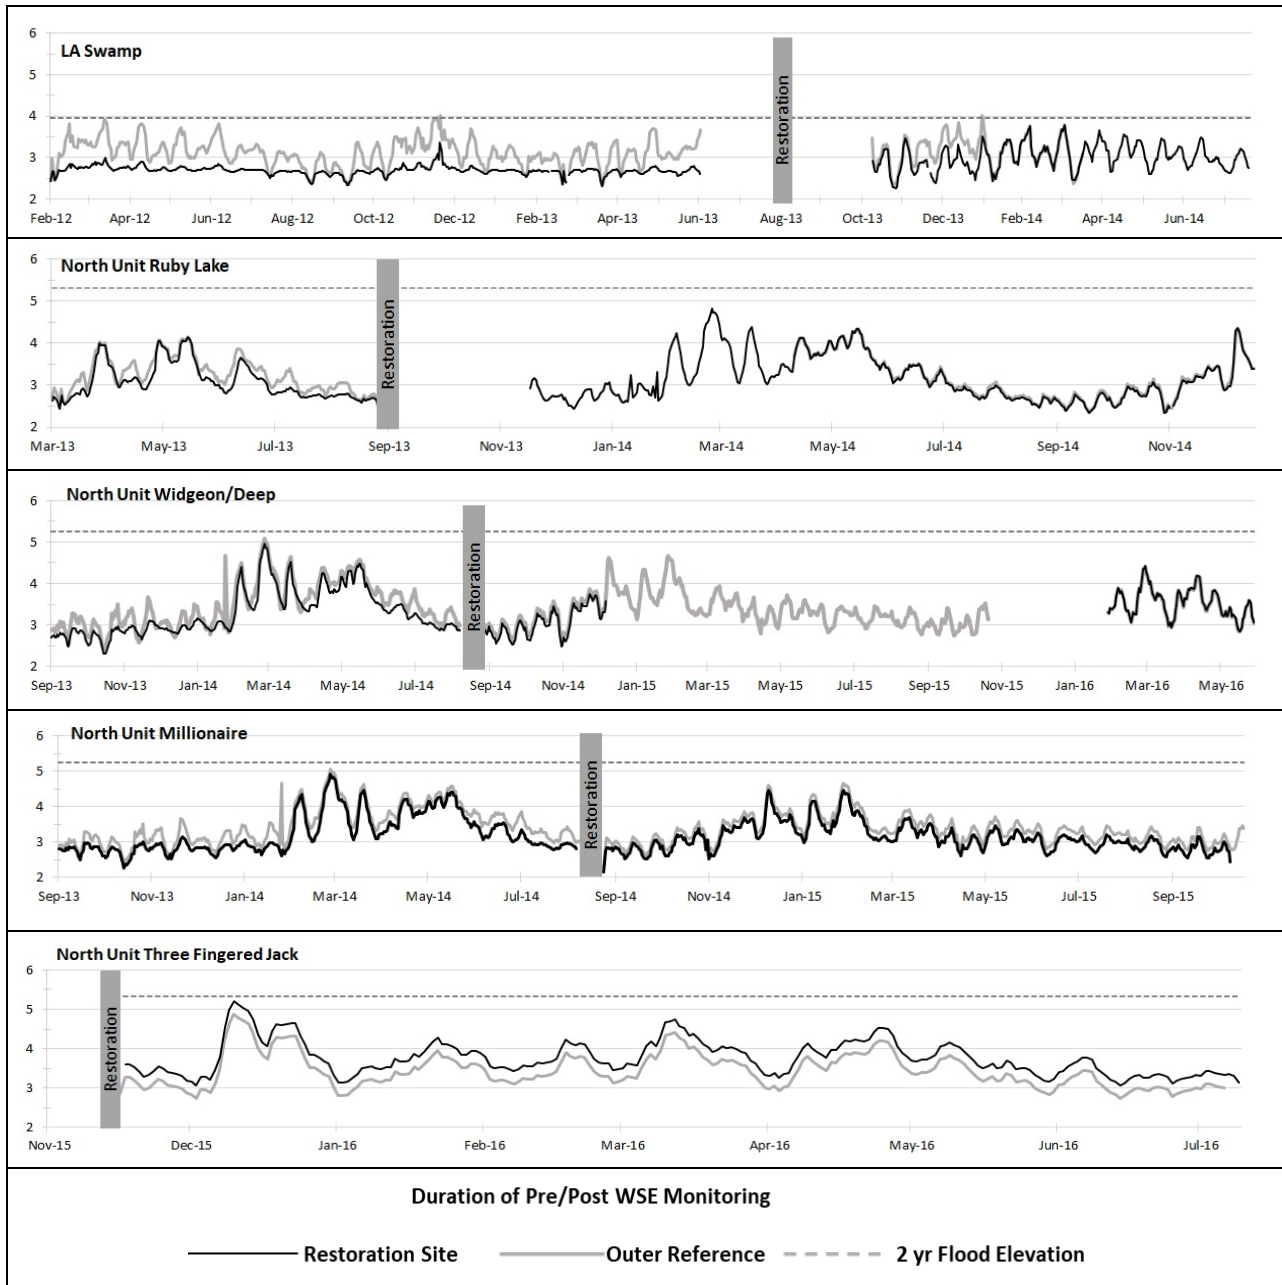 LA Swamp
6
5
4
3
2
Restoration
Feb-12 Apr-12 Jun-12 Aug-12 Oct-12 Dec-12 Feb-13 Apr-13 Jun-13 Aug-13 Oct-13 Dec-13 Feb-14 Apr-14 Jun-14
North Unit Ruby Lake
6
5
4
3
2
Restoration
Mar-13 May-13 Jul-13 Sep-13 Nov-13 Jan-14 Mar-14 May-14 Jul-14 Sep-14 Nov-14
North Unit Widgeon/Deep
6
5
4
3
2
Restoration
Sep-13 Nov-13 Jan-14 Mar-14 May-14 Jul-14 Sep-14 Nov-14 Jan-15 Mar-15 May-15 Jul-15 Sep-15 Nov-15 Jan-16 Mar-16 May-16
North Unit Millionaire
6
5
4
3
2
Restoration
Sep-13 Nov-13 Jan-14 Mar-14 May-14 Jul-14 Sep-14 Nov-14 Jan-15 Mar-15 May-15 Jul-15 Sep-15
North Unit Three Fingered Jack
6
5
4
3
2
Restoration
Nov-15 Dec-15 Jan-16 Feb-16 Mar-16 Apr-16 May-16 Jun-16 Jul-16
Duration of Pre/Post WSE Monitoring
Restoration Site Outer Reference 2 yr Flood Elevation